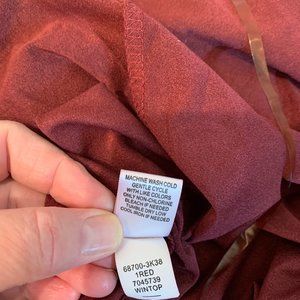 MACHINE WASH COLD
GENTLE CYCLE
WITH LIKE COLORS
ONLY NON-CHLORINE
BLEACH IF NEEDED
TUMBLE DRY LOW
COOL IRON IF NEEDED
68700-3K38
1RED
7045739
WINTOP